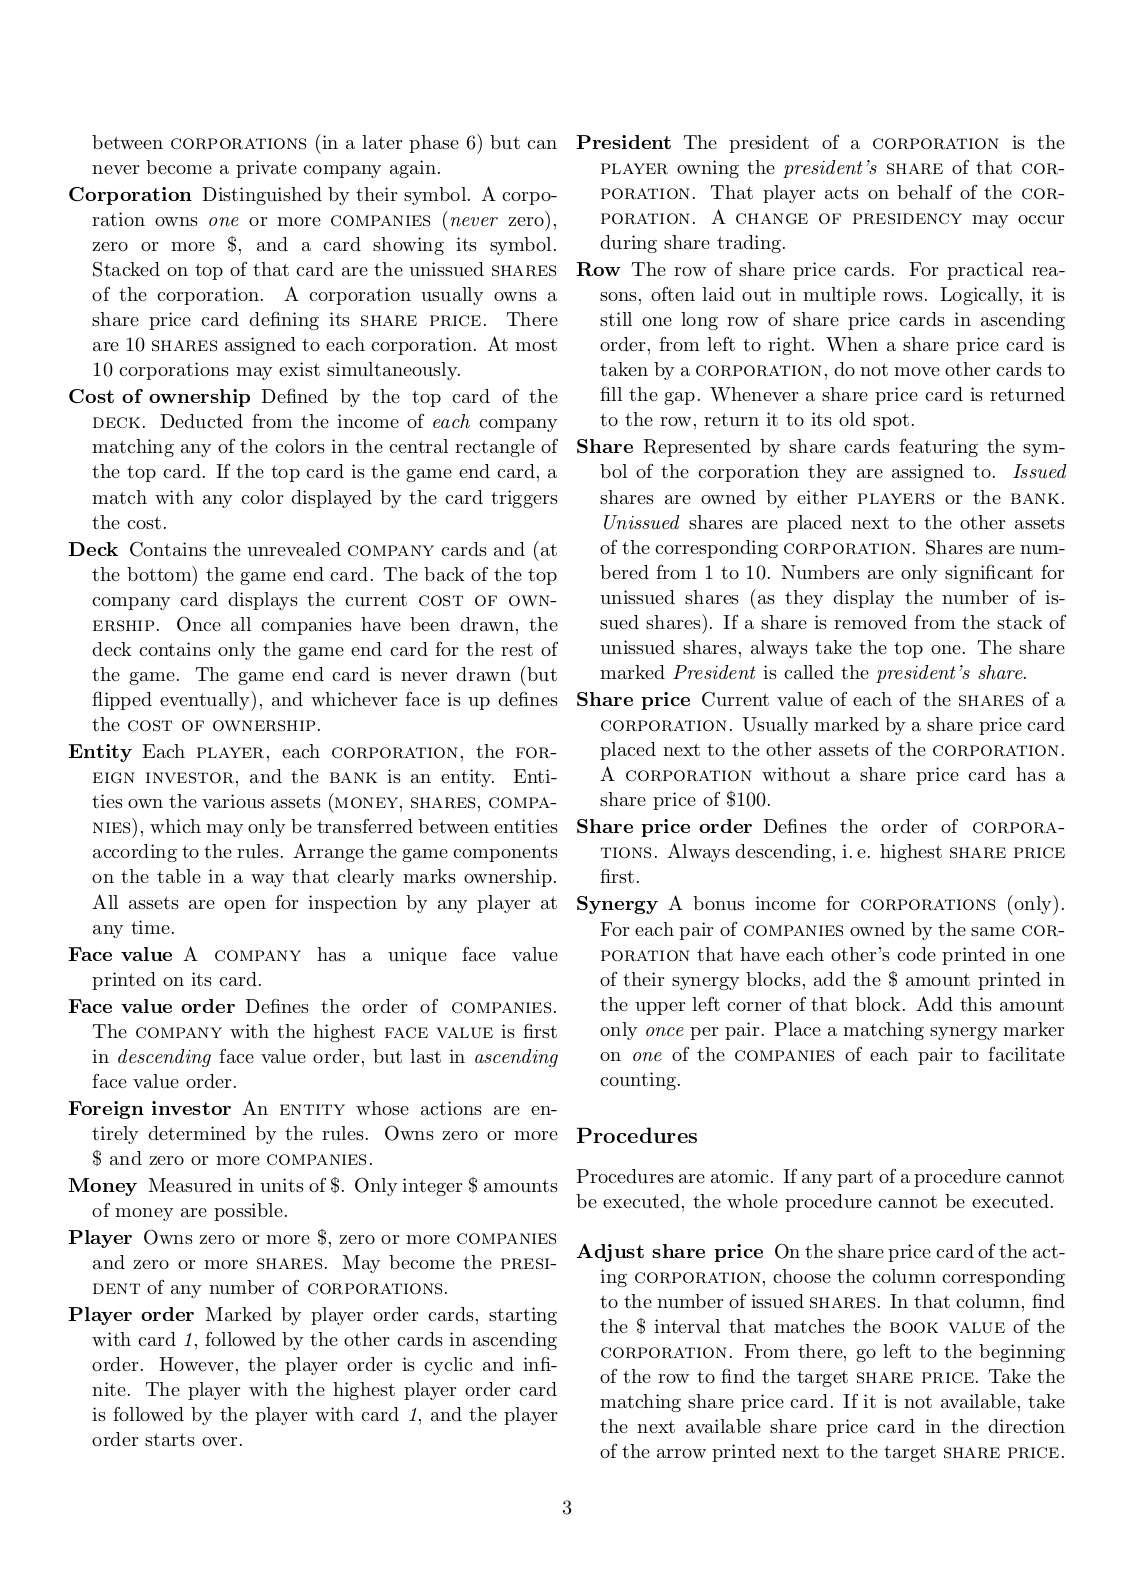 between CORPORATIONS (in a later phase 6) but can
never become a private company again.
Corporation Distinguished by their symbol. A corpo-
ration owns one or more COMPANIES (never zero),
zero or more $, and a card showing its symbol.
Stacked on top of that card are the unissued SHARES
of the corporation. A corporation usually owns a
share price card defining its SHARE PRICE. There
are 10 SHARES assigned to each corporation. At most
10 corporations may exist simultaneously.
Cost of ownership Defined by the top card of the
DECK. Deducted from the income of each company
matching any of the colors in the central rectangle of
the top card. If the top card is the game end card, a
match with any color displayed by the card triggers
the cost.
Deck Contains the unrevealed COMPANY cards and (at
the bottom) the game end card. The back of the top
company card displays the current COST OF OWN-
ERSHIP. Once all companies have been drawn, the
deck contains only the game end card for the rest of
the game. The game end card is never drawn (but
flipped eventually), and whichever face is up defines
the COST OF OWNERSHIP.
Entity Each PLAYER, each CORPORATION, the FOR-
EIGN INVESTOR, and the BANK is an entity. Enti-
ties own the various assets (MONEY, SHARES, COMPA-
NIES), which may only be transferred between entities
according to the rules. Arrange the game components
on the table in a way that clearly marks ownership.
All assets are open for inspection by any player at
any time.
Face value A COMPANY has a unique face value
printed on its card.
Face value order Defines the order of COMPANIES.
The COMPANY with the highest FACE VALUE is first
in descending face value order, but last in ascending
face value order.
Foreign investor An ENTITY whose actions are en-
tirely determined by the rules. Owns zero or more
$ and zero or more COMPANIES.
Money Measured in units of $. Only integer $ amounts
of money are possible.
Player Owns zero or more $, zero or more COMPANIES
and zero or more SHARES. May become the PRESI-
DENT of any number of CORPORATIONS.
Player order Marked by player order cards, starting
with card 1, followed by the other cards in ascending
order. However, the player order is cyclic and infi-
nite. The player with the highest player order card
is followed by the player with card 1, and the player
order starts over.
President The president of a CORPORATION is the
PLAYER owning the president's SHARE of that COR-
PORATION. That player acts on behalf of the COR-
PORATION. A CHANGE OF PRESIDENCY may occur
during share trading.
Row The row of share price cards. For practical rea-
sons, often laid out in multiple rows. Logically, it is
still one long row of share price cards in ascending
order, from left to right. When a share price card is
taken by a CORPORATION, do not move other cards to
fill the gap. Whenever a share price card is returned
to the row, return it to its old spot.
Share Represented by share cards featuring the sym-
bol of the corporation they are assigned to. Issued
shares are owned by either PLAYERS or the BANK.
Unissued shares are placed next to the other assets
of the corresponding CORPORATION. Shares are num-
bered from 1 to 10. Numbers are only significant for
unissued shares (as they display the number of is-
sued shares). If a share is removed from the stack of
unissued shares, always take the top one. The share
marked President is called the president's share.
Share price Current value of each of the SHARES of a
CORPORATION. Usually marked by a share price card
placed next to the other assets of the CORPORATION.
A CORPORATION without a share price card has a
share price of $100.
Share price order Defines the order of CORPORA-
TIONS. Always descending, i. e. highest SHARE PRICE
first.
Synergy A bonus income for CORPORATIONS (only).
For each pair of COMPANIES owned by the same COR-
PORATION that have each other's code printed in one
of their synergy blocks, add the $ amount printed in
the upper left corner of that block. Add this amount
only once per pair. Place a matching synergy marker
on one of the COMPANIES of each pair to facilitate
counting.
Procedures
Procedures are atomic. If any part of a procedure cannot
be executed, the whole procedure cannot be executed.
Adjust share price On the share price card of the act-
ing CORPORATION, choose the column corresponding
to the number of issued SHARES. In that column, find
the $ interval that matches the BOOK VALUE of the
CORPORATION. From there, go left to the beginning
of the row to find the target SHARE PRICE. Take the
matching share price card. If it is not available, take
the next available share price card in the direction
of the arrow printed next to the target SHARE PRICE.
3